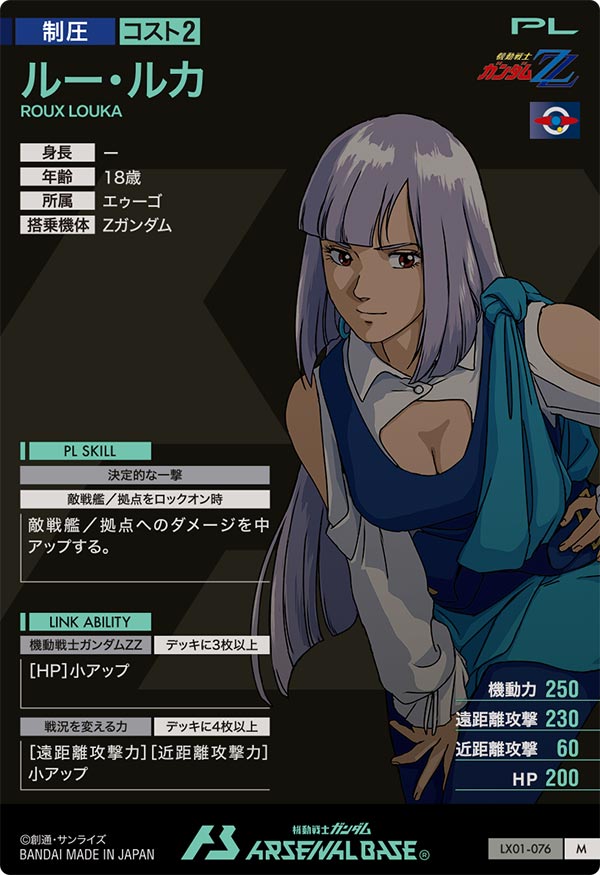 制圧 コスト2
PL
ルー・ルカ
ROUX LOUKA
機動戦士
ガンダムZZ
身長 ー
年齢 18歳
所属 エゥーゴ
搭乗機体 Zガンダム
PL SKILL
決定的な一撃
敵戦艦／拠点をロックオン時
敵戦艦／拠点へのダメージを中
アップする。
LINK ABILITY
機動戦士ガンダムZZ デッキに3枚以上
[HP]小アップ
戦況を変える力 デッキに4枚以上
[遠距離攻撃力][近距離攻撃力]
小アップ
機動力 250
遠距離攻撃 230
近距離攻撃 60
HP 200
©創通・サンライズ
BANDAI MADE IN JAPAN
AB 機動戦士ガンダム
ARSENAL BASE®
LX01-076 M